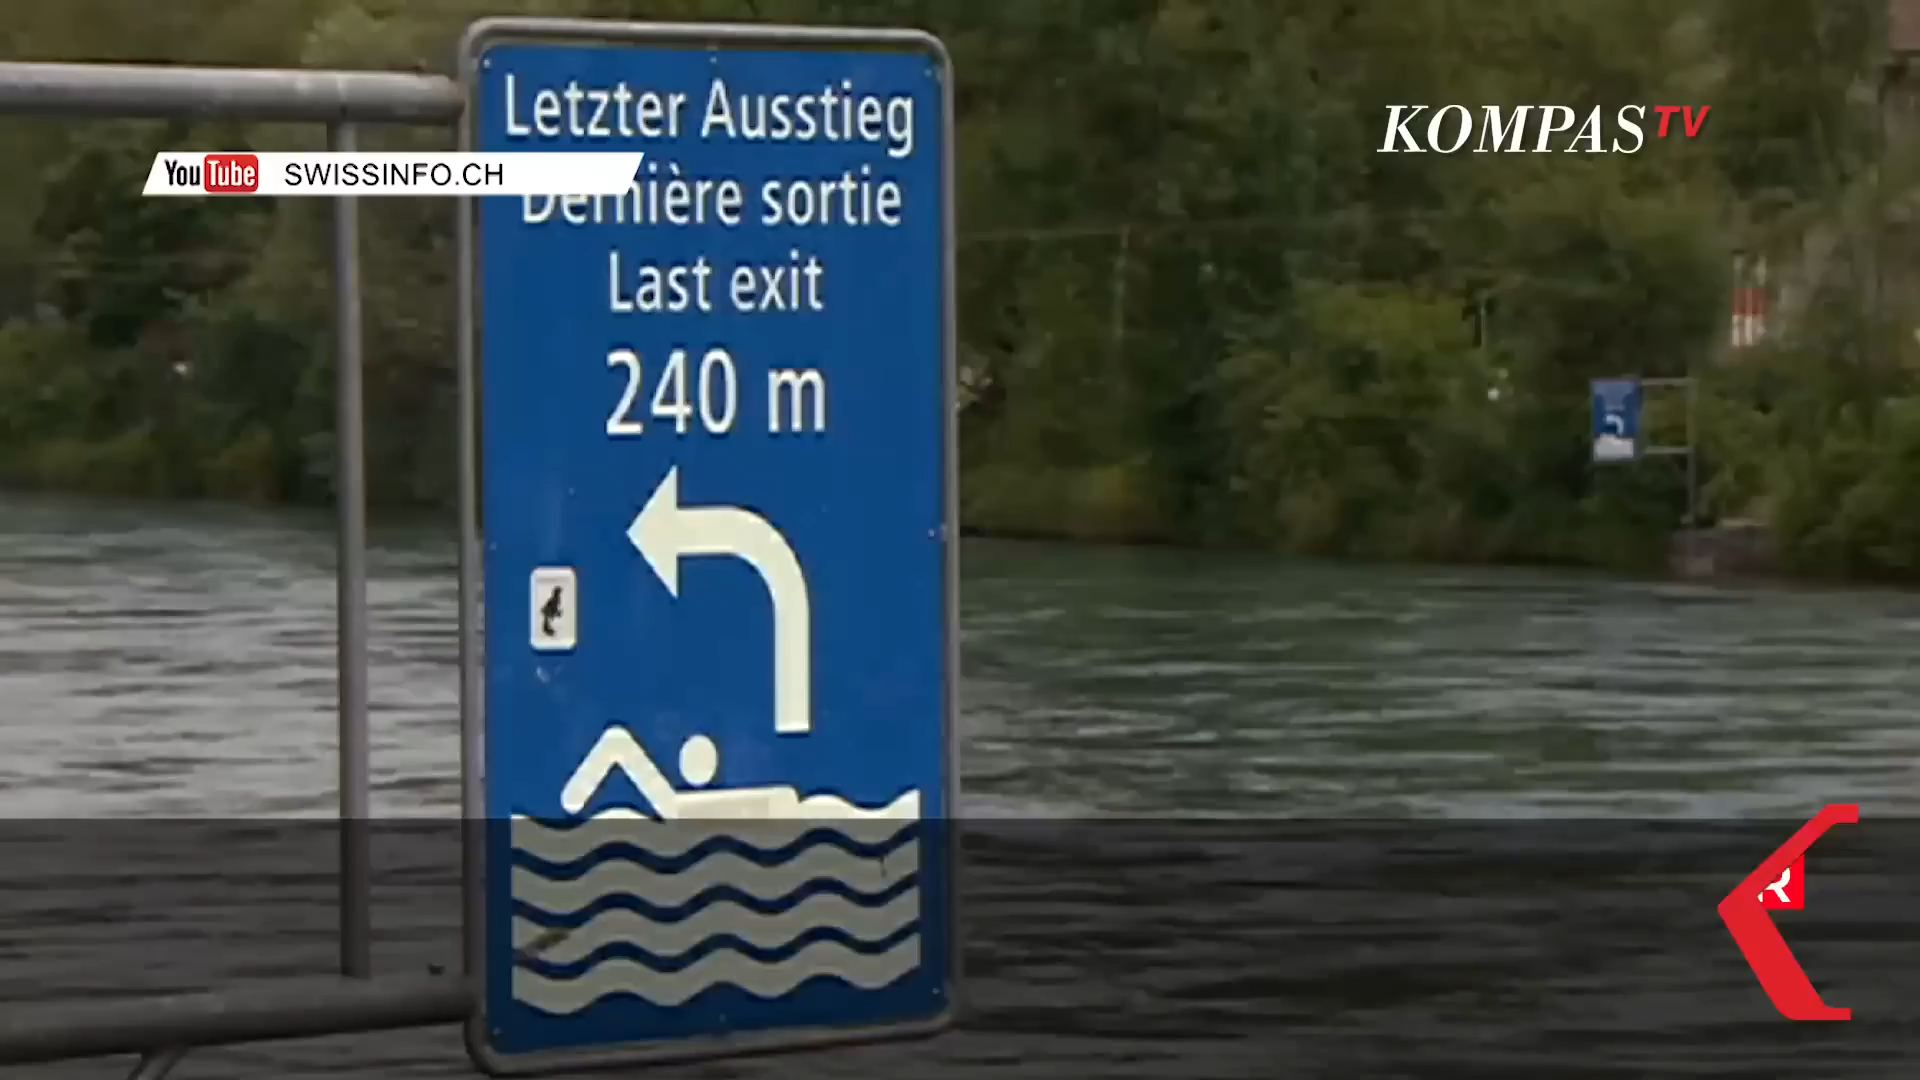 Letzter Ausstieg
KOMPAS TV
YouTube SWISSINFO.CH
Dernière sortie
Last exit
240 m
R